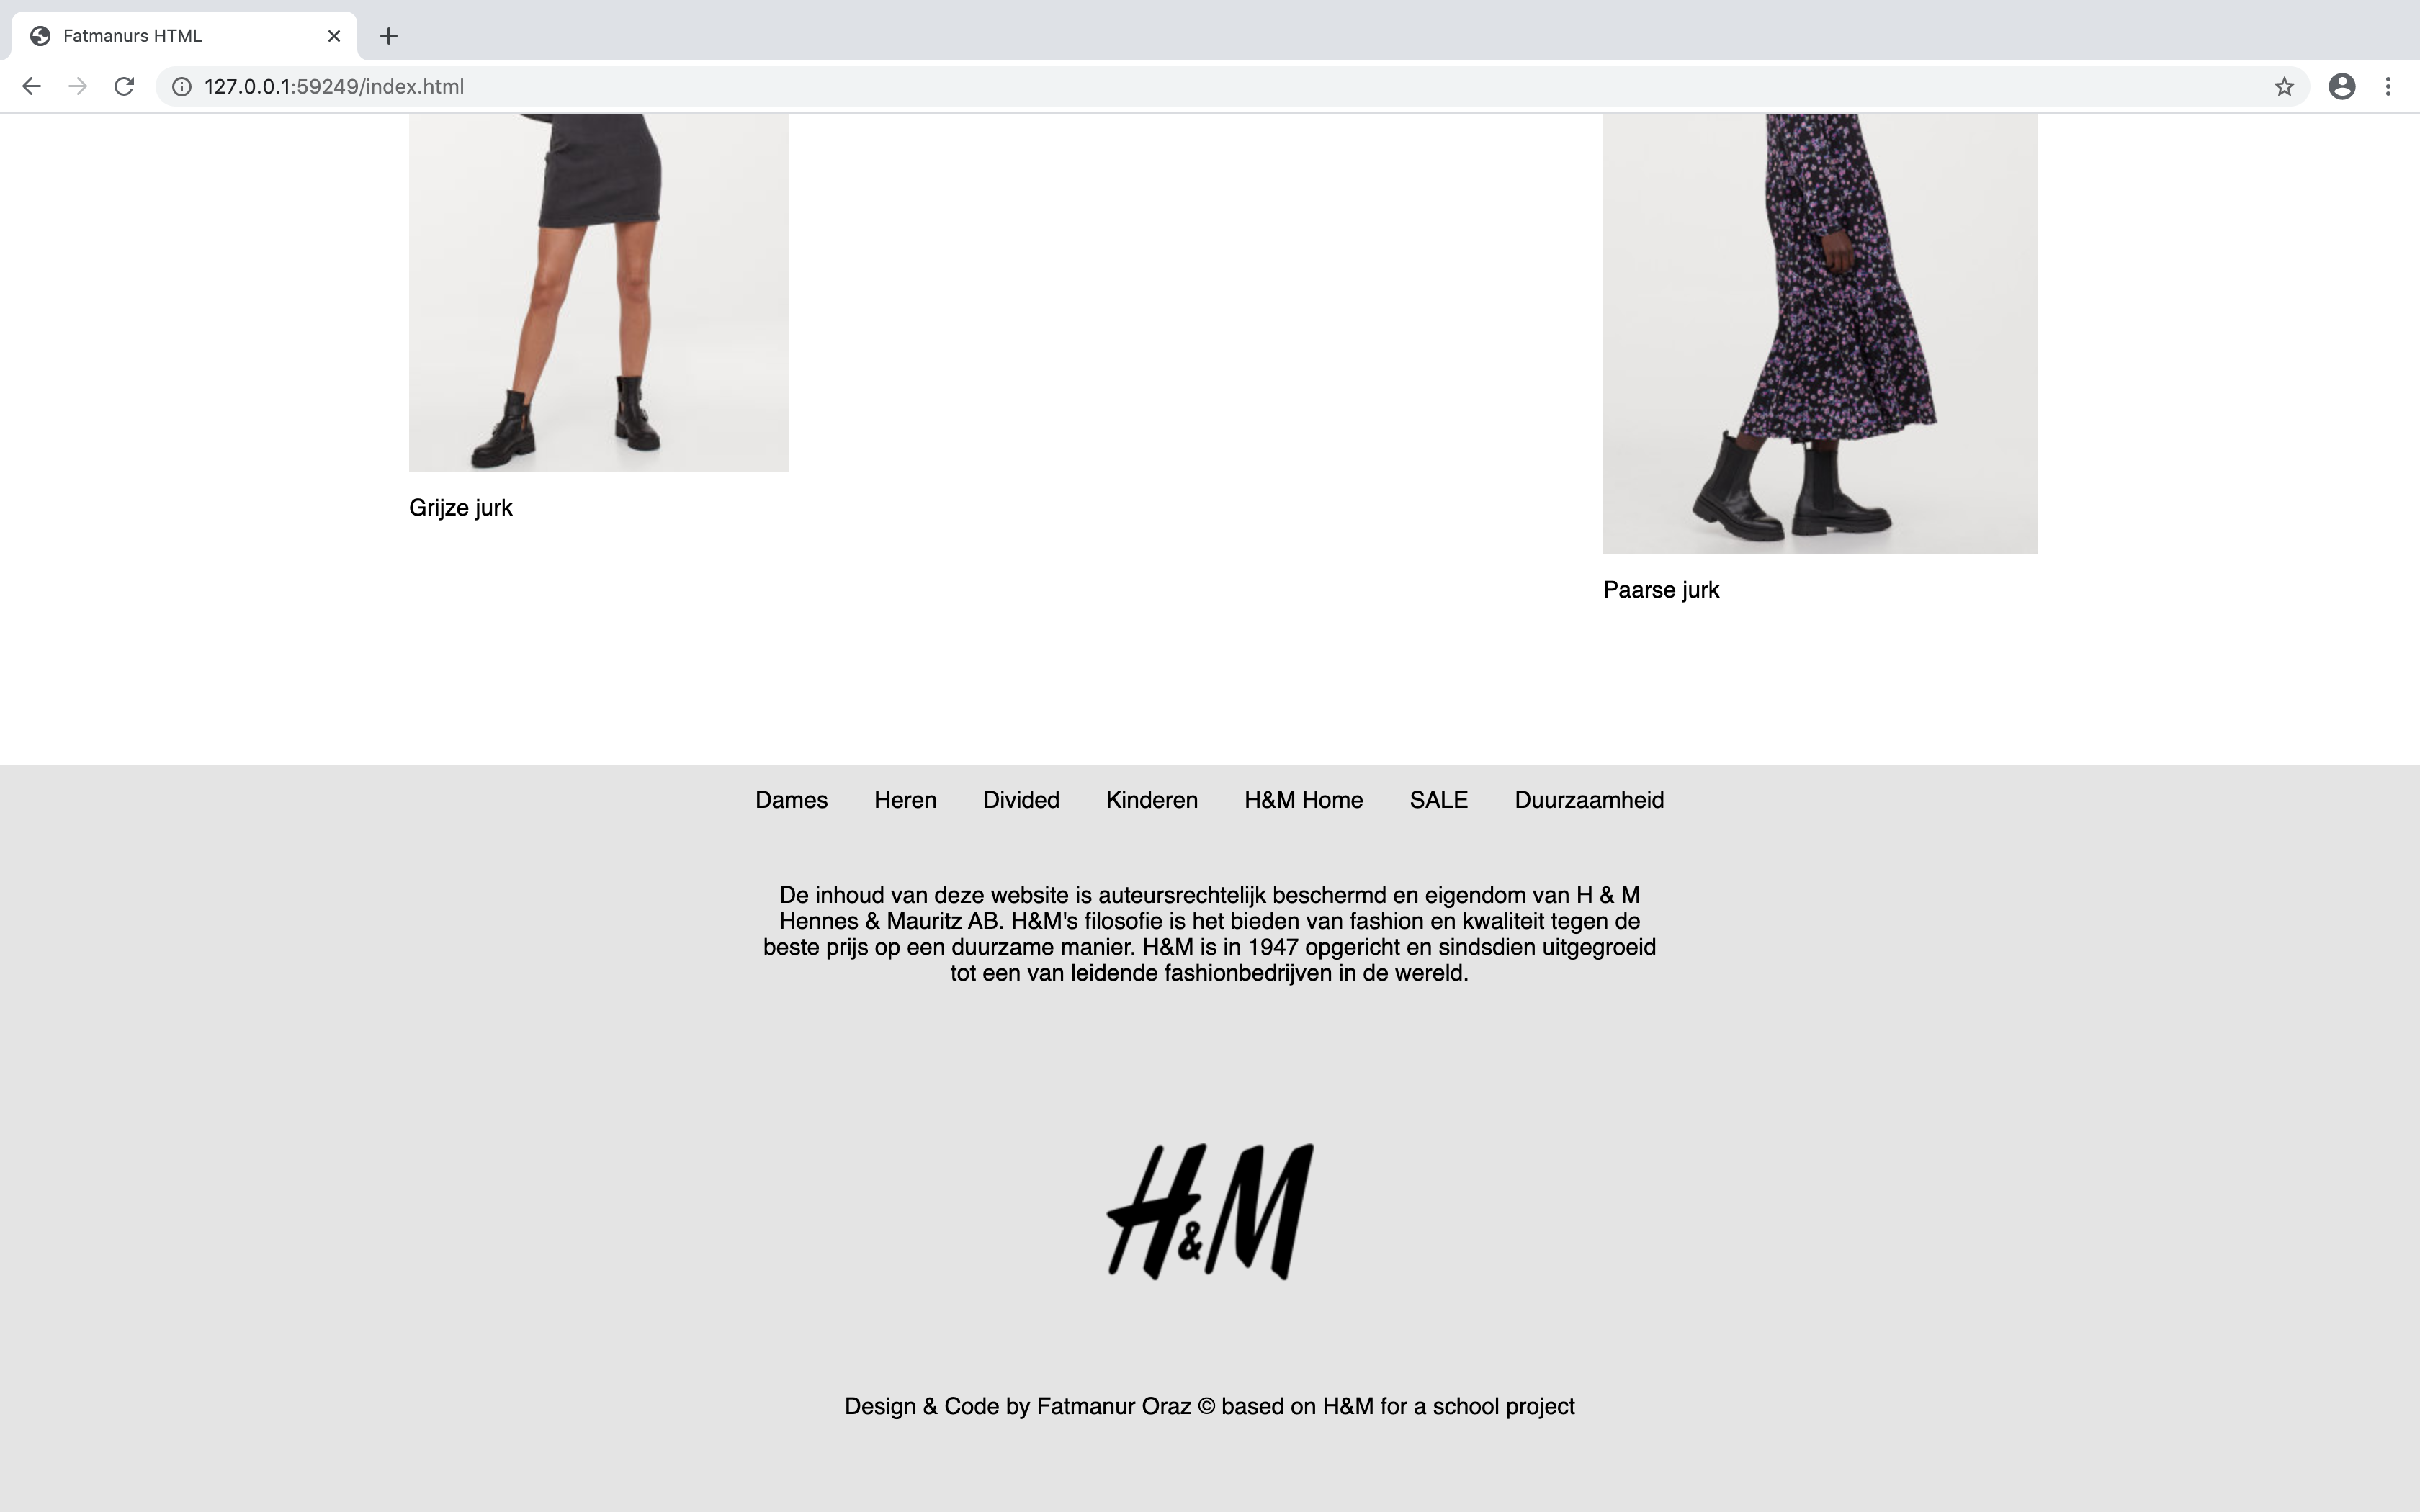 Fatmanurs HTML
127.0.0.1:59249/index.html
Grijze jurk
Paarse jurk
Dames Heren Divided Kinderen H&M Home SALE Duurzaamheid
De inhoud van deze website is auteursrechtelijk beschermd en eigendom van H & M
Hennes & Mauritz AB. H&M's filosofie is het bieden van fashion en kwaliteit tegen de
beste prijs op een duurzame manier. H&M is in 1947 opgericht en sindsdien uitgegroeid
tot een van leidende fashionbedrijven in de wereld.
H&M
Design & Code by Fatmanur Oraz © based on H&M for a school project